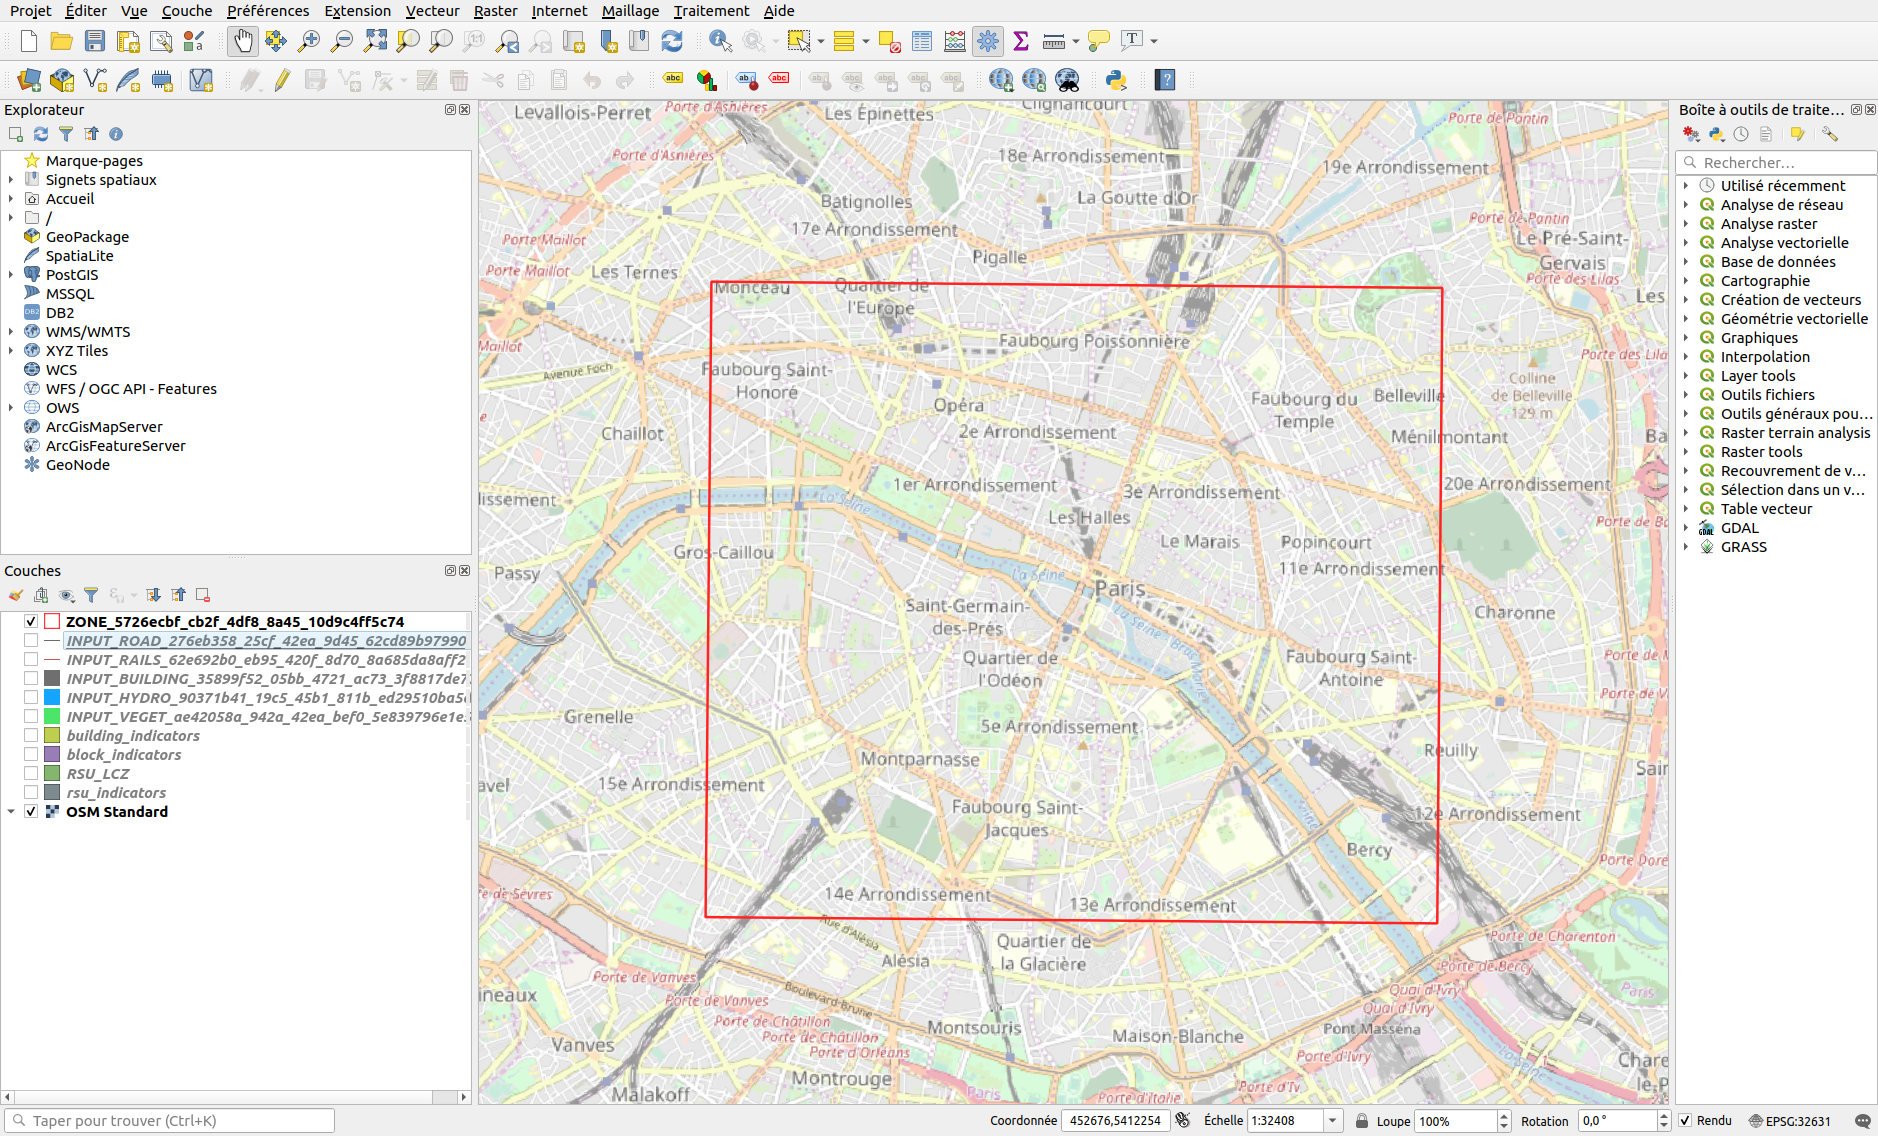 Projet Éditer Vue Couche Préférences Extension Vecteur Raster Internet Maillage Traitement Aide
Explorateur
Marque-pages
Signets spatiaux
Accueil
/
GeoPackage
SpatiaLite
PostGIS
MSSQL
DB2
WMS/WMTS
XYZ Tiles
WCS
WFS / OGC API - Features
OWS
ArcGisMapServer
ArcGisFeatureServer
GeoNode
Couches
ZONE_5726ecbf_cb2f_4df8_8a45_10d9c4ff5c74
INPUT_ROAD_276eb358_25cf_42ea_9d45_62cd89b97990
INPUT_RAILS_62e692b0_eb95_420f_8d70_8a685da8aff2
INPUT_BUILDING_35899f52_05bb_4721_ac73_3f8817de7
INPUT_HYDRO_90371b41_19c5_45b1_811b_ed29510ba5
INPUT_VEGET_ae42058a_942a_42ea_bef0_5e839796e1e
building_indicators
block_indicators
RSU_LCZ
rsu_indicators
OSM Standard
Levallois-Perret
Porte d'Asnières
Les Épinettes
Clignancourt
Porte de Pantin
Porte d'Asnières
18e Arrondissement
19e Arrondissement
La Goutte d'Or
Batignolles
17e Arrondissement
Porte de Pantin
Porte Maillot
Pigalle
Le Pré-Saint-
Gervais
Porte Maillot
Les Ternes
Porte des Lilas
Monceau
Quartier de
l'Europe
Les
Maillot
Faubourg Poissonnière
Porte des Lila
Avenue Foch
Faubourg Saint-
Honoré
Colline
de Belleville
129 m
Opéra
Faubourg du
Temple
Belleville
Chaillot
2e Arrondissement
Ménilmontant
Ba
lissement
1er Arrondissement
3e Arrondissement
20e Arrondissement
La Seine
Les Halles
Porte de Ba
Gros-Caillou
Le Marais
Popincourt
11e Arrondissement
Passy
La Seine
Paris
Saint-Germain-
des-Prés
Charonne
La Seine - Bras Marie
Quartier de
l'Odéon
Faubourg Saint-
Antoine
Porte de M
Porte de V
Grenelle
5e Arrondissement
Montparnasse
Reuilly
Sain
avel
15e Arrondissement
Faubourg Saint-
Jacques
12e Arrondissement
La Seine
Bercy
Porte Dore
te de Sèvres
14e Arrondissement
13e Arrondissement
Rue d'Alésia
Quartier de
la Glacière
Alésia
Porte de Charenton
Porte de Vanves
Porte de Bercy
ineaux
Porte de Vanves
Boulevard Brune
Quai d'Ivry
Quai d'Ivry
Paris
Porte de Châtillon
Porte de Châtillon
Porte d'Orléans
Montsouris
Maison-Blanche
Pont Masséna
Vanves
Porte d'Ivry
Chare
le-P
Montrouge
Malakoff
Paris
Porte d'Italie
Porte d'Iv
La Seine
Boîte à outils de traite...
Rechercher...
Utilisé récemment
Analyse de réseau
Analyse raster
Analyse vectorielle
Base de données
Cartographie
Création de vecteurs
Géométrie vectorielle
Graphiques
Interpolation
Layer tools
Outils fichiers
Outils généraux pou...
Raster terrain analysis
Raster tools
Recouvrement de v...
Sélection dans un v...
Table vecteur
GDAL
GRASS
Taper pour trouver (Ctrl+K)
Coordonnée 452676,5412254 Échelle 1:32408 Loupe 100% Rotation 0,0 ° Rendu EPSG:32631